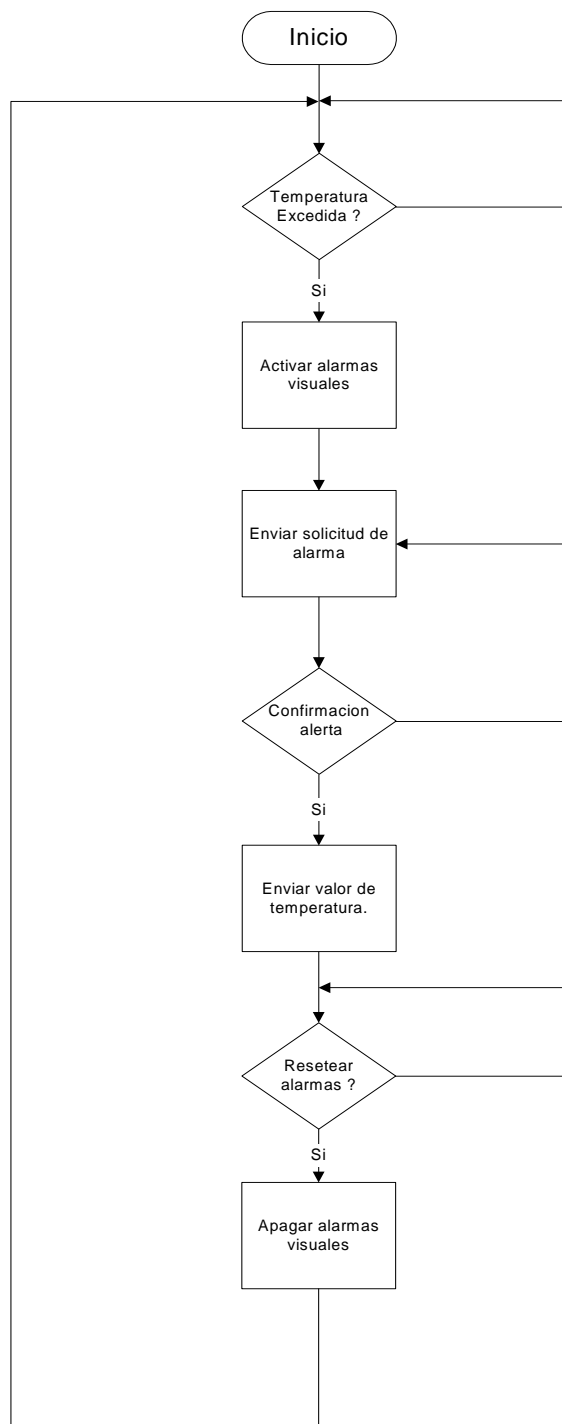 Inicio
Temperatura
Excedida ?
Si
Activar alarmas
visuales
Enviar solicitud de
alarma
Confirmacion
alerta
Si
Enviar valor de
temperatura.
Resetear
alarmas ?
Si
Apagar alarmas
visuales